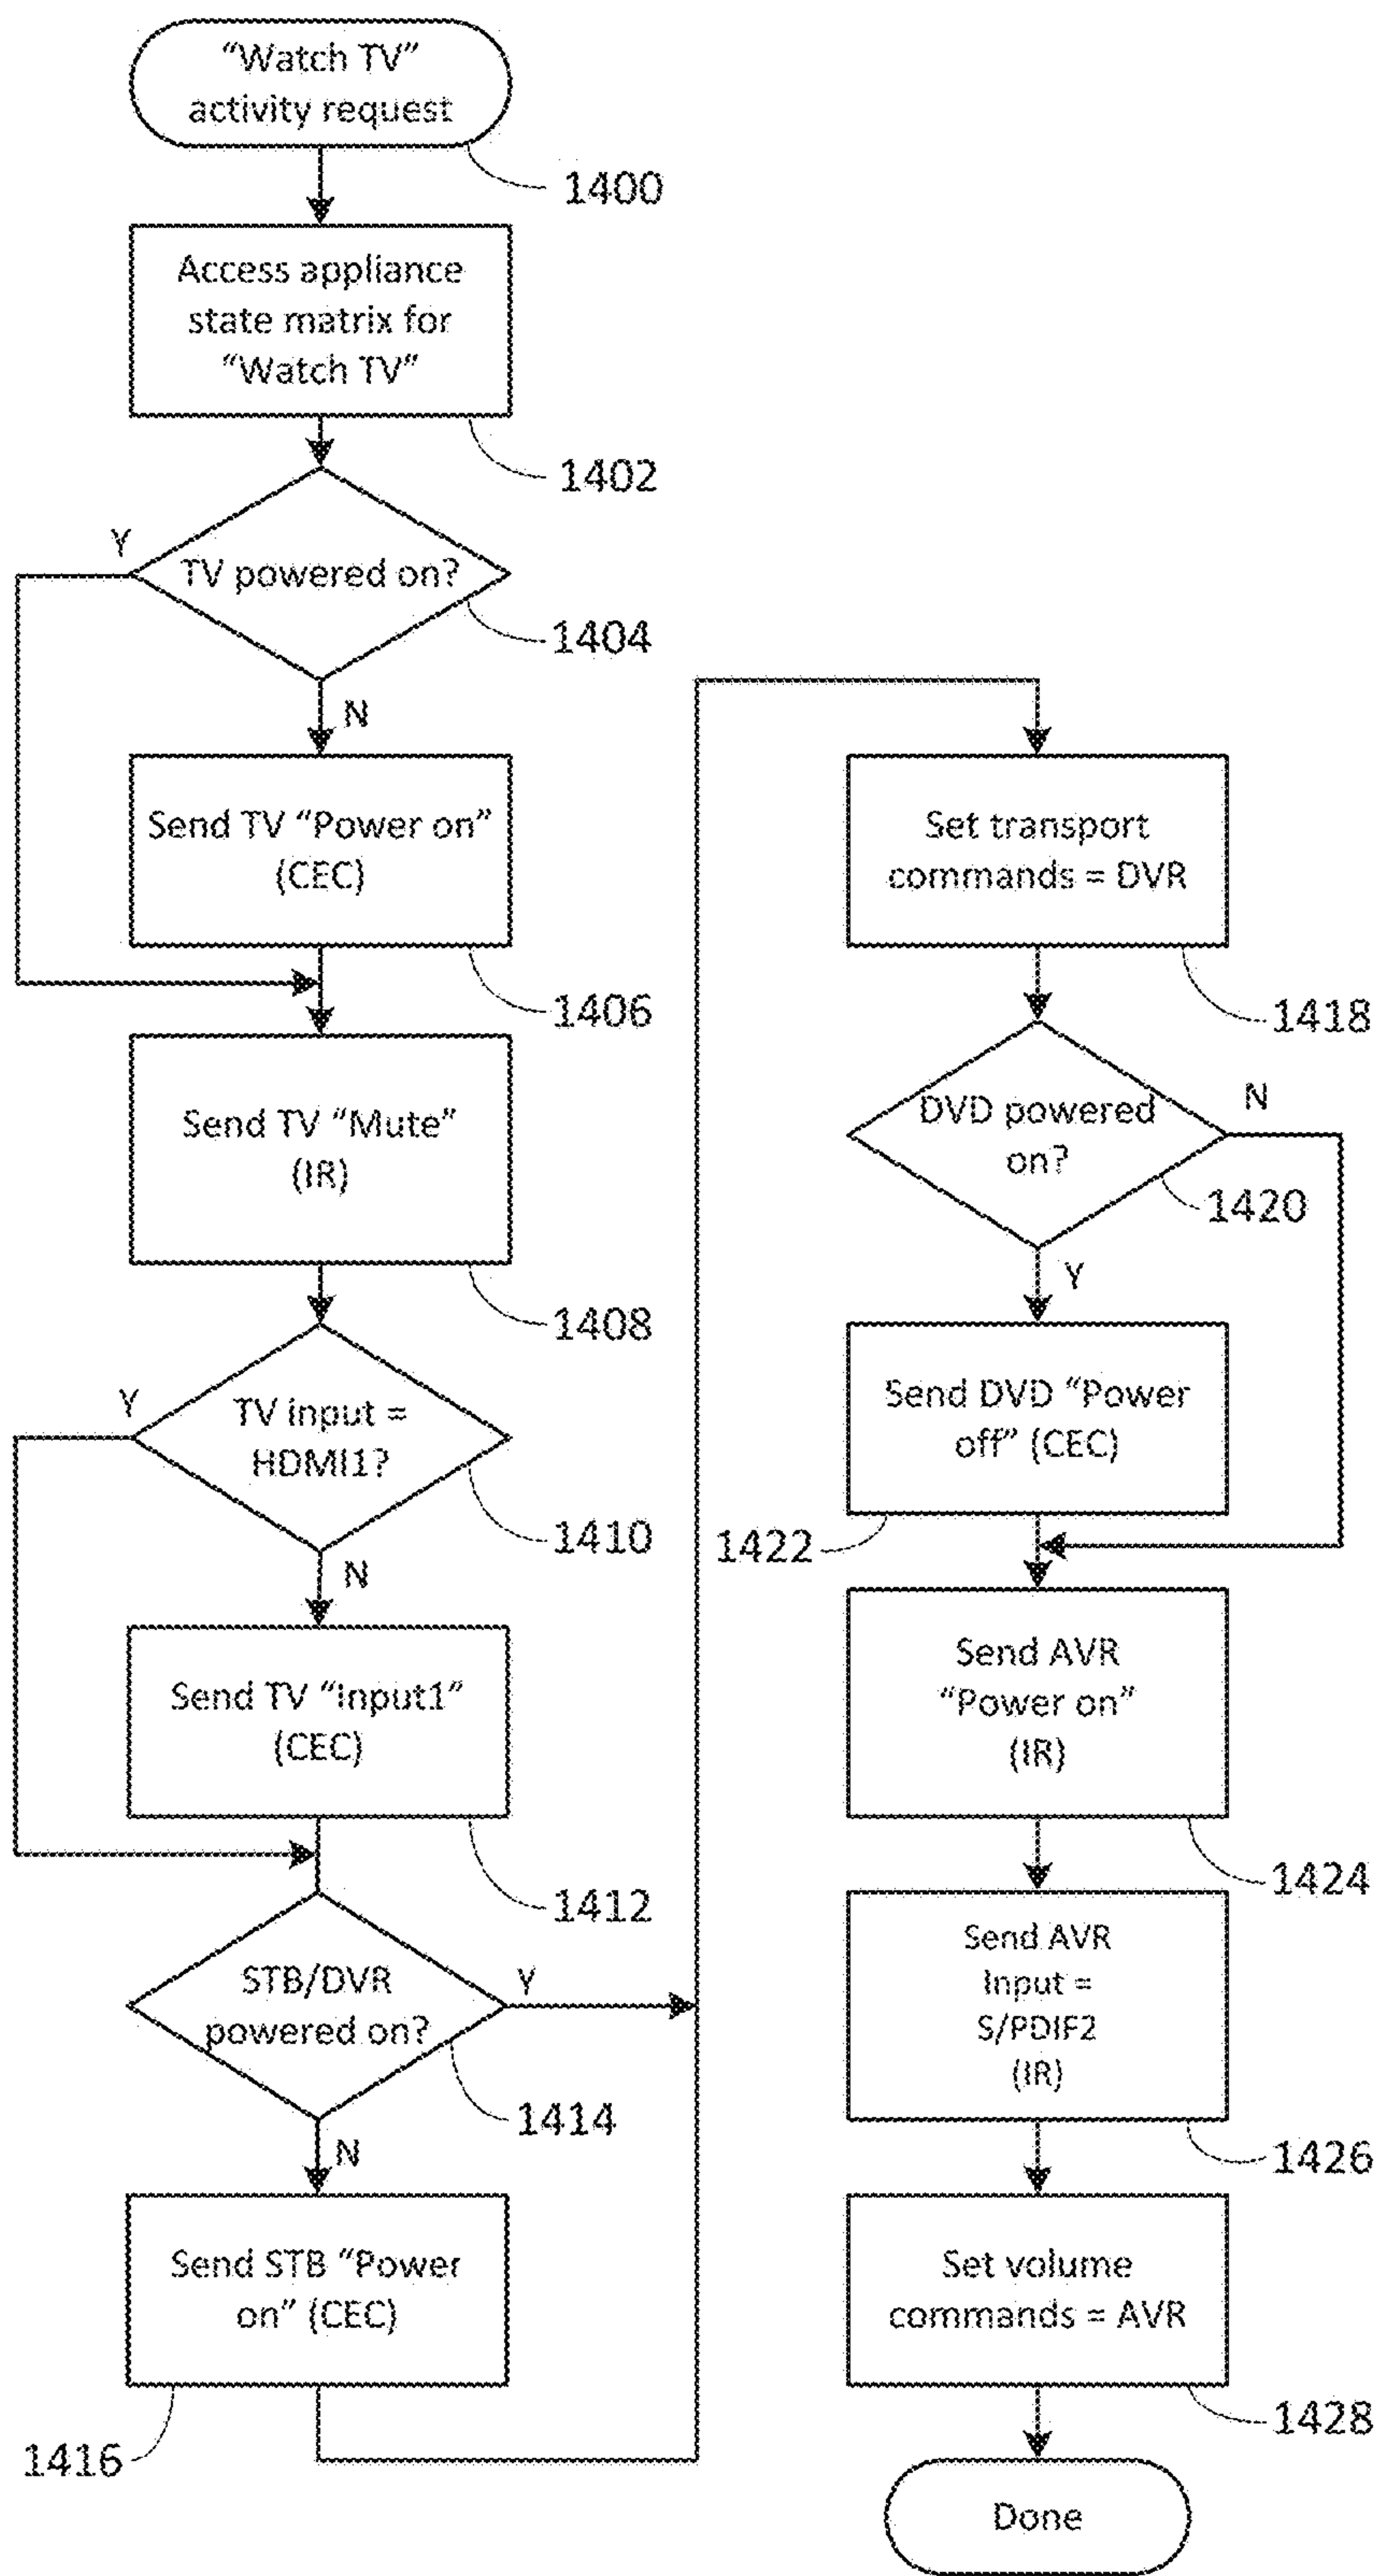 “Watch TV”
activity request
1400
Access appliance
state matrix for
“Watch TV”
1402
Y
TV powered on?
1404
N
Send TV “Power on”
(CEC)
1406
Send TV “Mute”
(IR)
1408
Y
TV input =
HDMI1?
1410
N
Send TV “Input1”
(CEC)
1412
STB/DVR
powered on?
Y
1414
N
Send STB “Power
on” (CEC)
1416
Set transport
commands = DVR
1418
DVD powered
on?
N
1420
Y
Send DVD “Power
off” (CEC)
1422
Send AVR
“Power on”
(IR)
1424
Send AVR
Input =
S/PDIF2
(IR)
1426
Set volume
commands = AVR
1428
Done